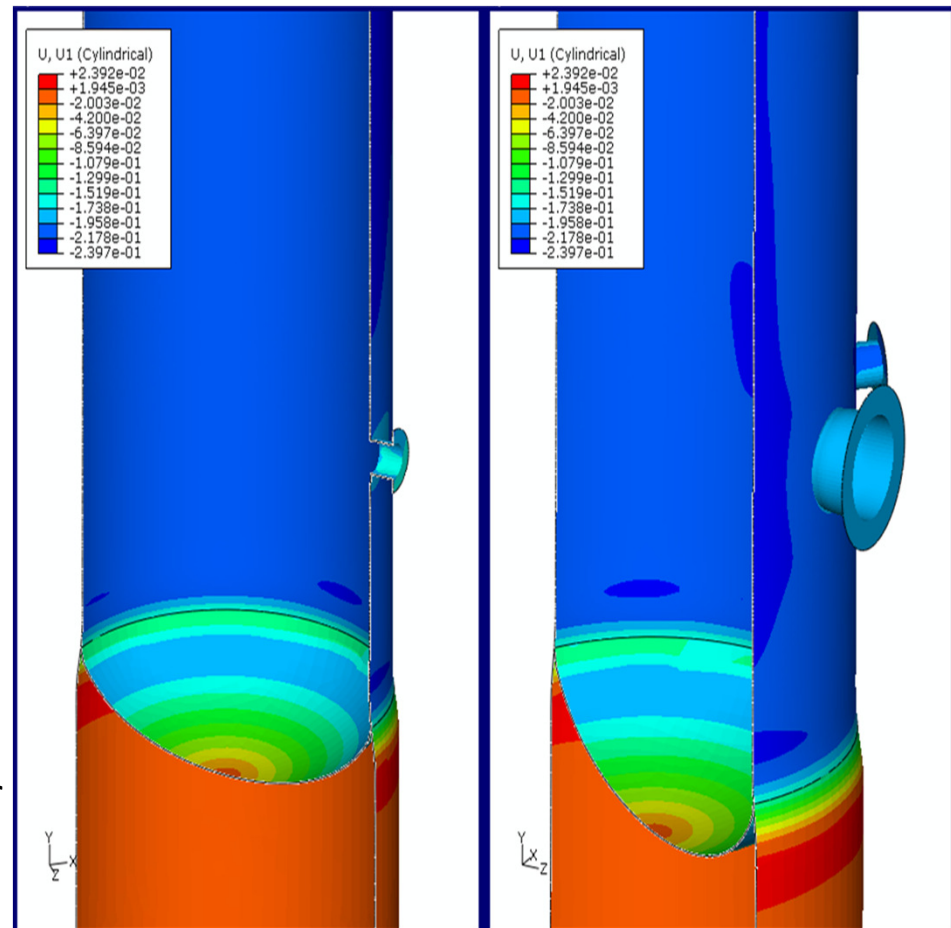 U, U1 (Cylindrical)
+2.392e-02
+1.945e-03
-2.003e-02
-4.200e-02
-6.397e-02
-8.594e-02
-1.079e-01
-1.299e-01
-1.519e-01
-1.738e-01
-1.958e-01
-2.178e-01
-2.397e-01
Y
X
Z
U, U1 (Cylindrical)
+2.392e-02
+1.945e-03
-2.003e-02
-4.200e-02
-6.397e-02
-8.594e-02
-1.079e-01
-1.299e-01
-1.519e-01
-1.738e-01
-1.958e-01
-2.178e-01
-2.397e-01
Y
X
Z